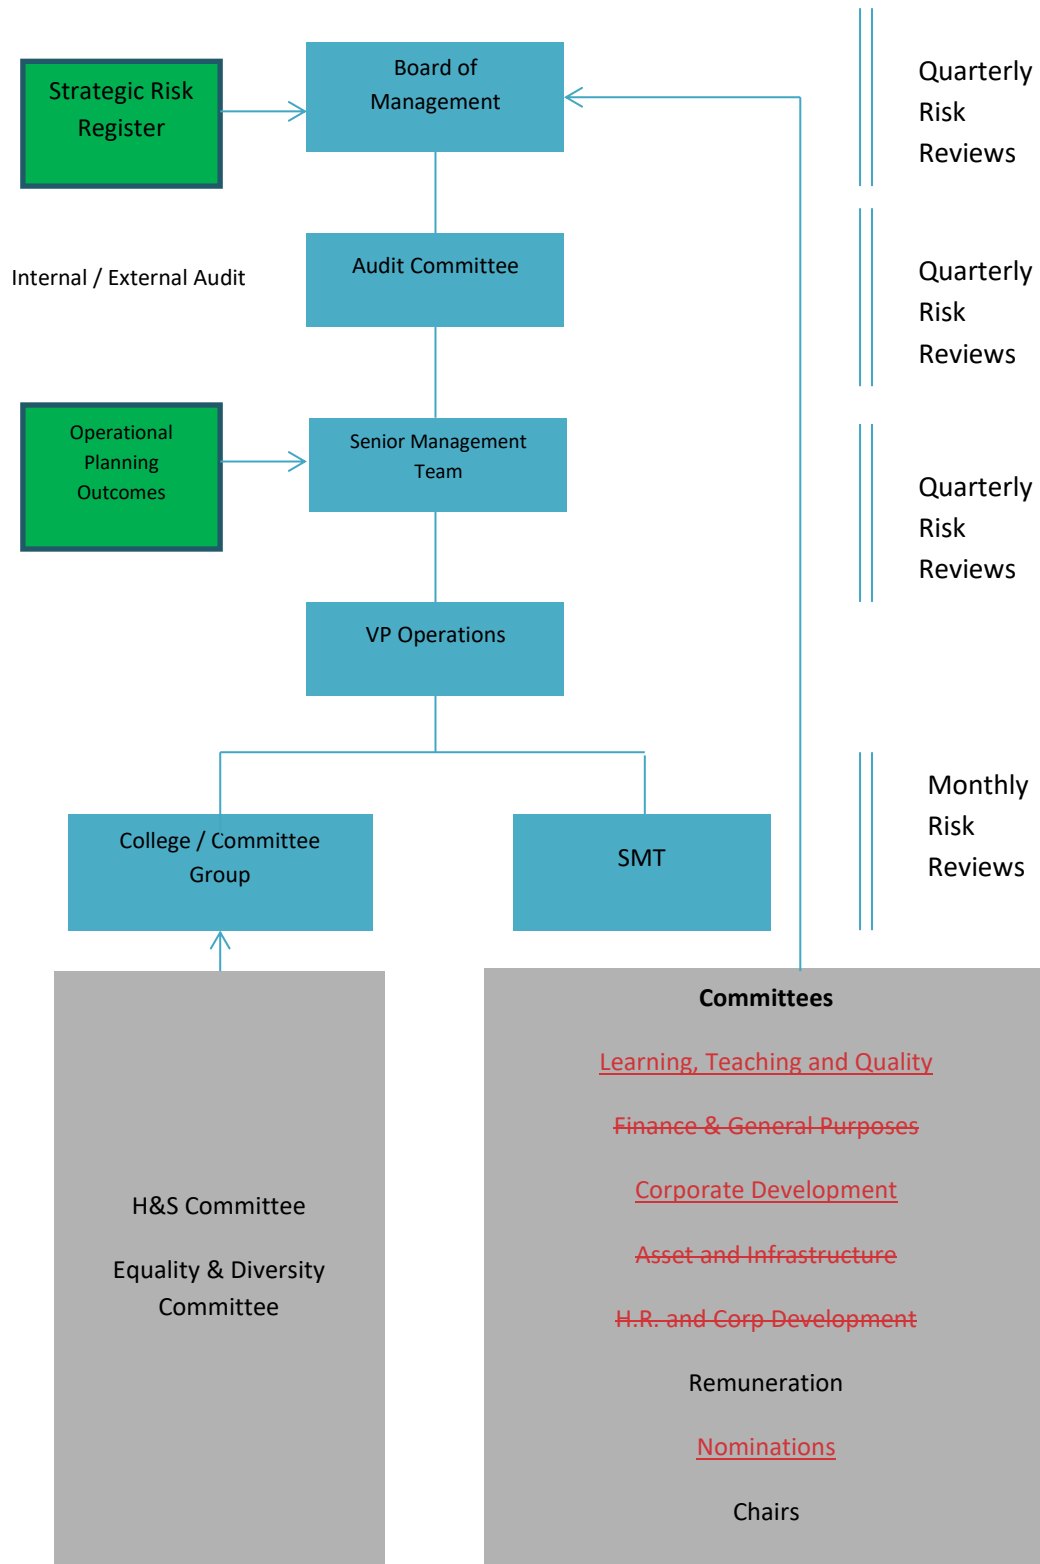 Strategic Risk
Register
Board of
Management
Quarterly
Risk
Reviews
Internal / External Audit
Audit Committee
Quarterly
Risk
Reviews
Operational
Planning
Outcomes
Senior Management
Team
Quarterly
Risk
Reviews
VP Operations
College / Committee
Group
SMT
Monthly
Risk
Reviews
H&S Committee
Equality & Diversity
Committee
Committees
Learning, Teaching and Quality
Finance & General Purposes
Corporate Development
Asset and Infrastructure
H.R. and Corp Development
Remuneration
Nominations
Chairs